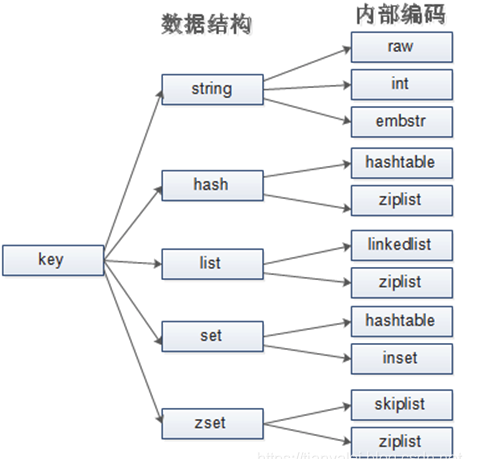 数据结构
内部编码
key
string
raw
int
embstr
hash
hashtable
ziplist
list
linkedlist
ziplist
set
hashtable
inset
zset
skiplist
ziplist